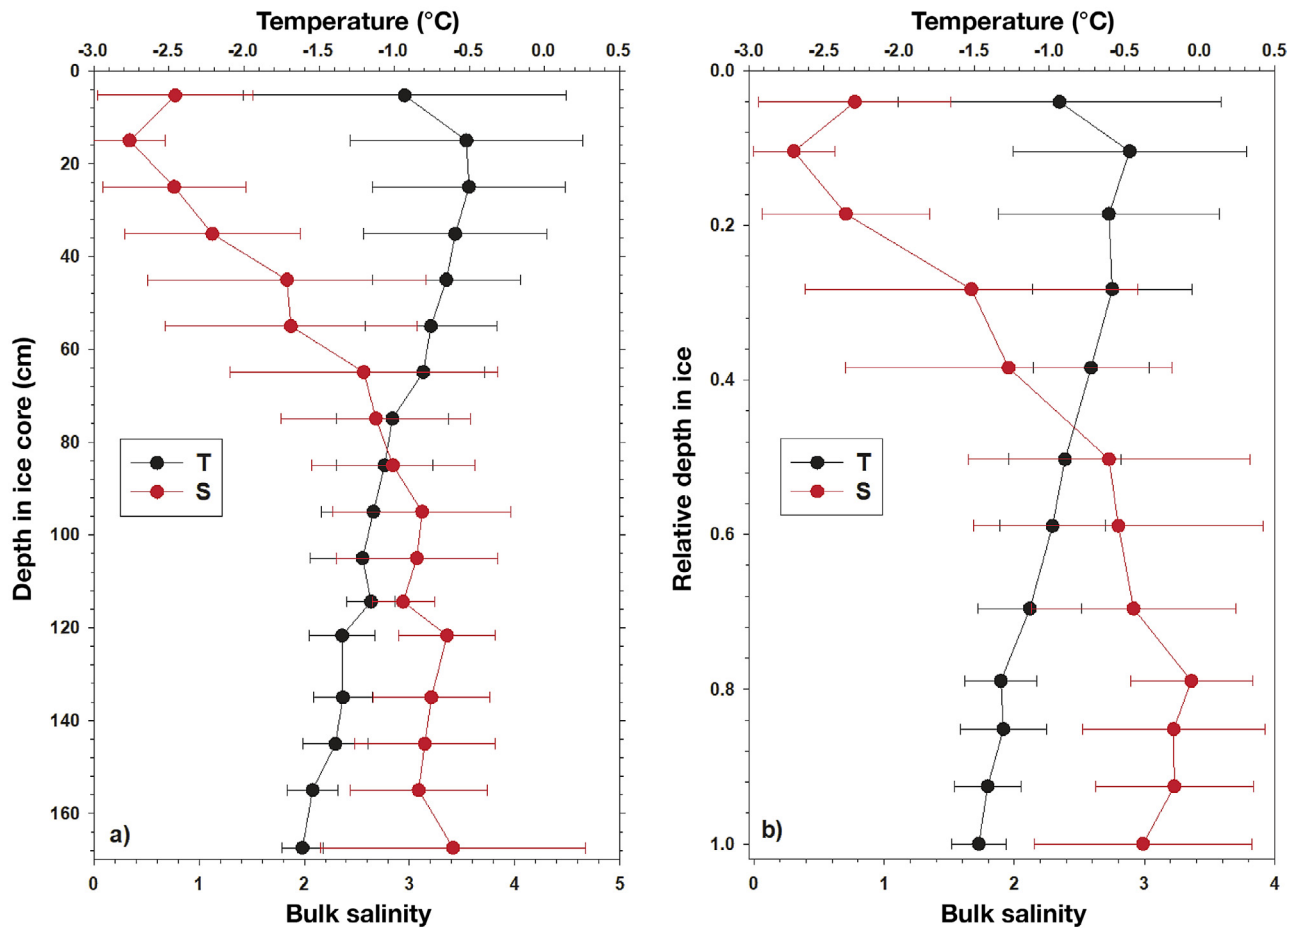 Temperature (°C)
-3.0 -2.5 -2.0 -1.5 -1.0 -0.5 0.0 0.5
0
20
40
60
80
100
120
140
160
Depth in ice core (cm)
T
S
a)
0 1 2 3 4 5
Bulk salinity
Temperature (°C)
-3.0 -2.5 -2.0 -1.5 -1.0 -0.5 0.0 0.5
0.0
0.2
0.4
0.6
0.8
1.0
Relative depth in ice
T
S
b)
0 1 2 3 4
Bulk salinity